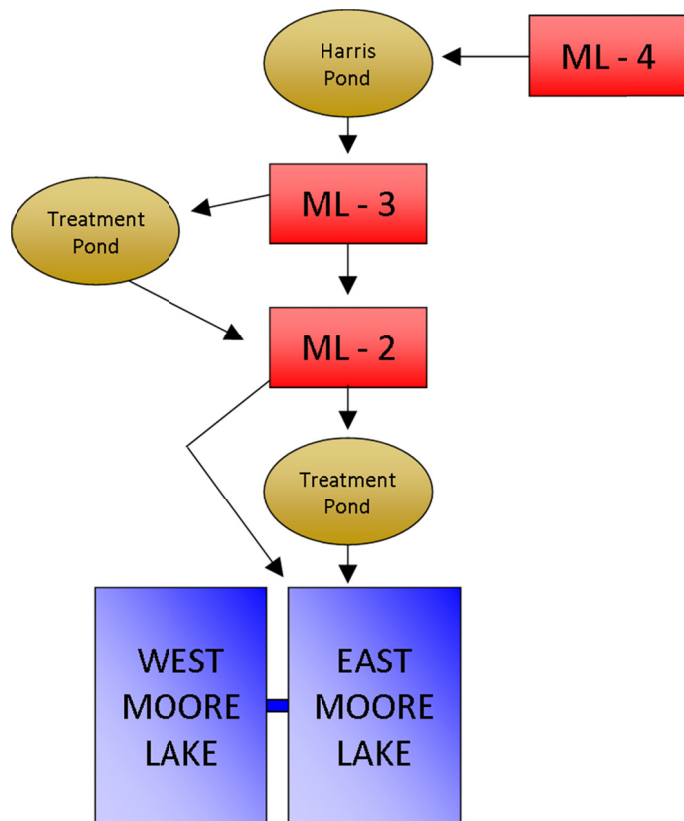 Harris
Pond
ML - 4
ML - 3
Treatment
Pond
ML - 2
Treatment
Pond
WEST
MOORE
LAKE
EAST
MOORE
LAKE